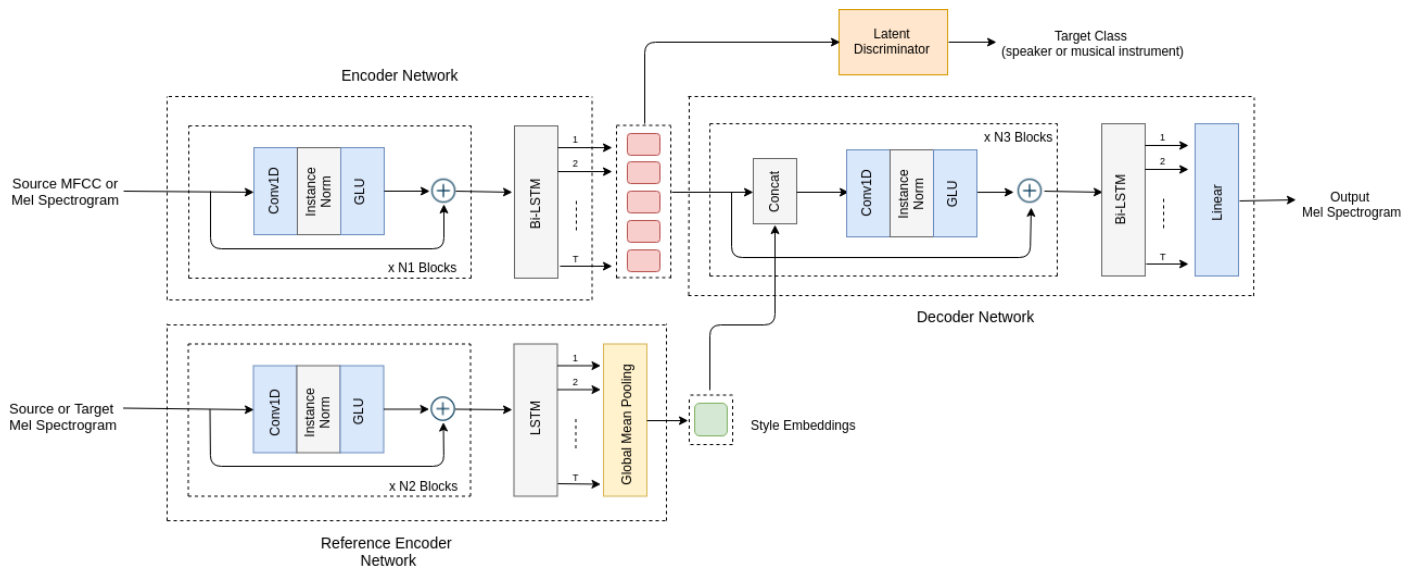 Latent
Discriminator
Target Class
(speaker or musical instrument)
Encoder Network
Source MFCC or
Mel Spectrogram
Conv1D
Instance
Norm
GLU
x N1 Blocks
Bi-LSTM
1
2
T
x N3 Blocks
Concat
Conv1D
Instance
Norm
GLU
Bi-LSTM
1
2
T
Linear
Output
Mel Spectrogram
Decoder Network
Source or Target
Mel Spectrogram
Conv1D
Instance
Norm
GLU
x N2 Blocks
LSTM
1
2
T
Global Mean Pooling
Style Embeddings
Reference Encoder
Network